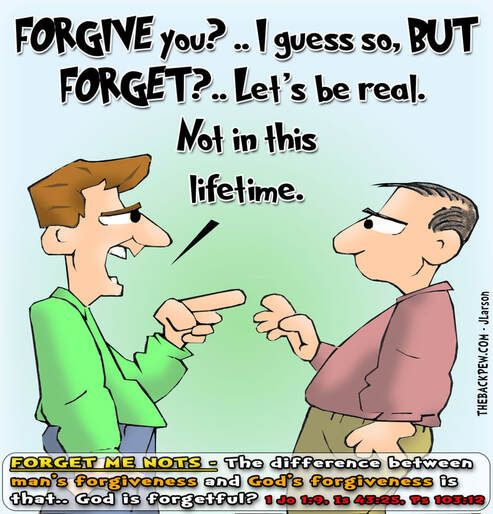 FORGIVE you? .. I guess so, BUT
FORGET?.. Let's be real.
Not in this
lifetime.
THEBACKPEW.COM - JLarson
FORGET ME NOTS - The difference between
man's forgiveness and God's forgiveness is
that.. God is forgetful? 1 Jo 1:9, Is 43:25, Ps 103:12